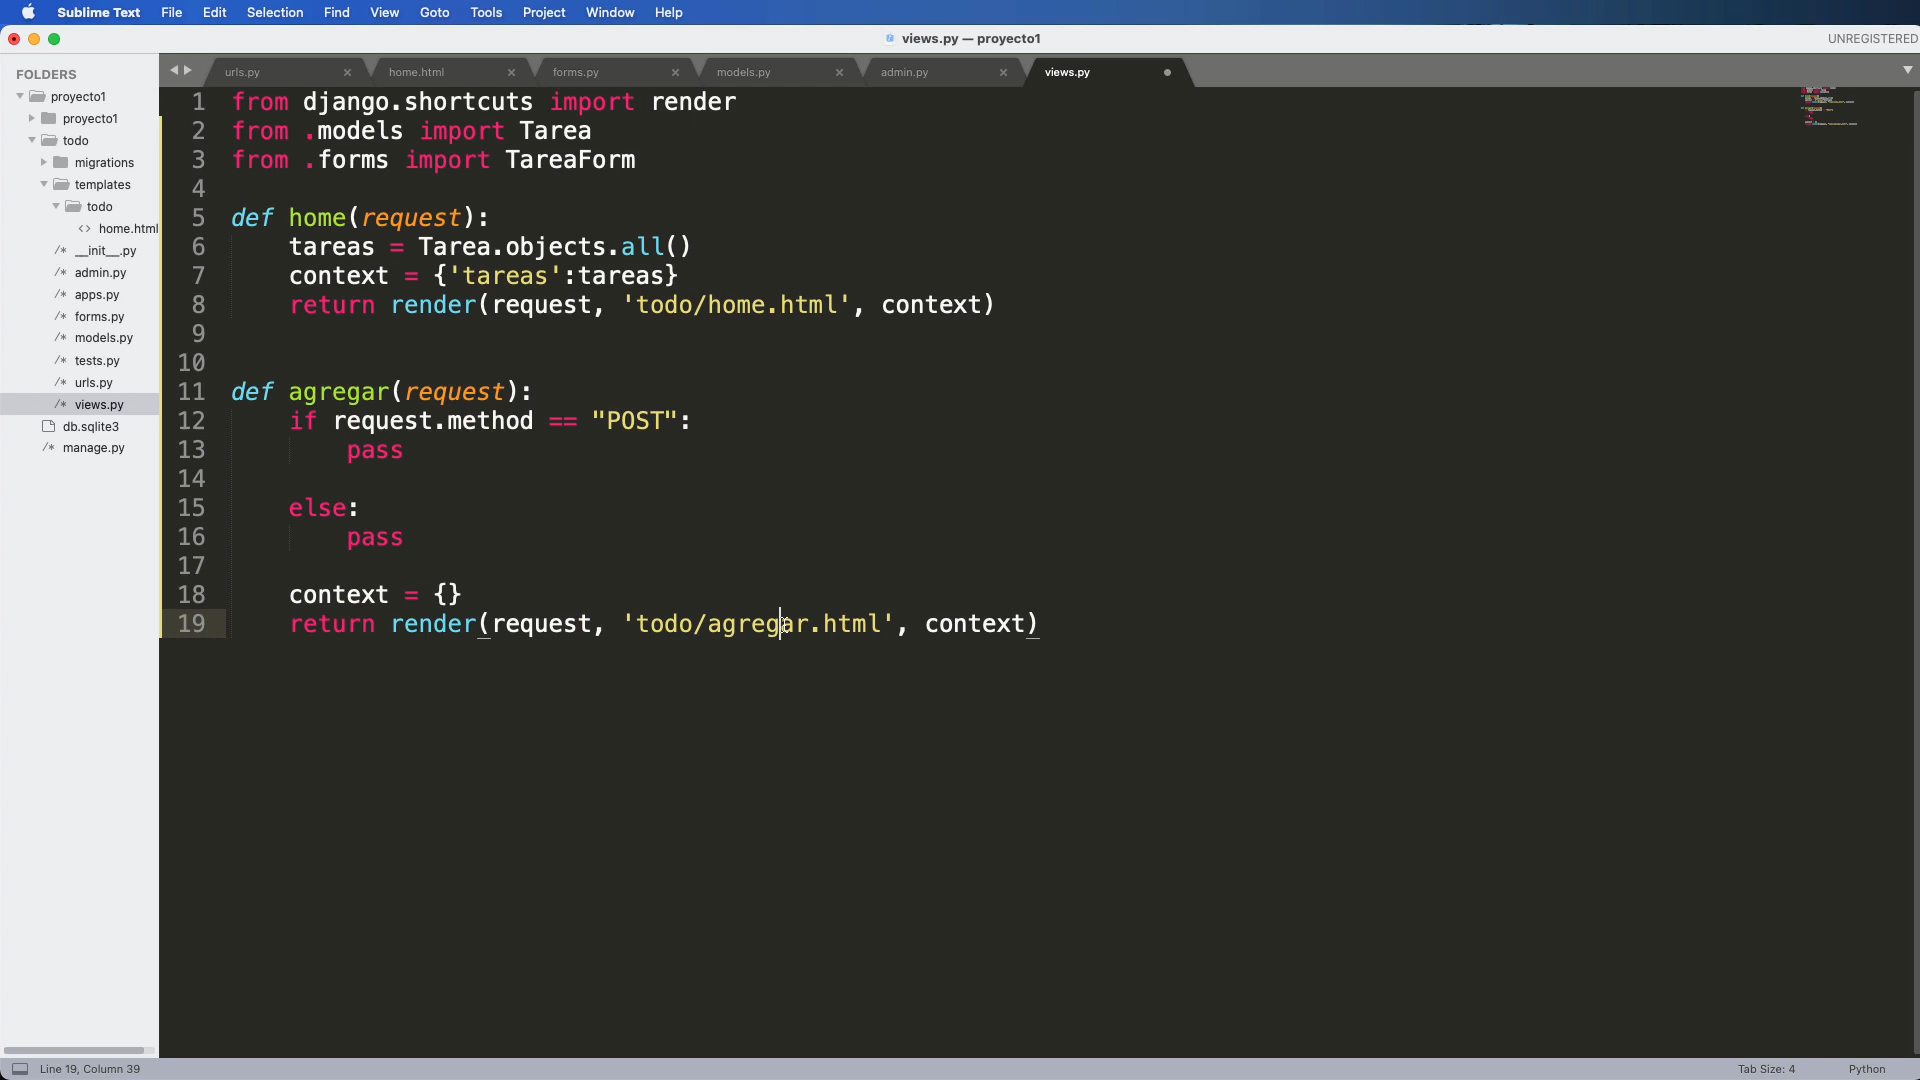 Sublime Text File Edit Selection Find View Goto Tools Project Window Help
views.py — proyecto1
UNREGISTERED
FOLDERS
proyecto1
proyecto1
todo
migrations
templates
todo
<> home.html
/* __init__.py
/* admin.py
/* apps.py
/* forms.py
/* models.py
/* tests.py
/* urls.py
/* views.py
db.sqlite3
/* manage.py
urls.py × home.html × forms.py × models.py × admin.py × views.py
1 from django.shortcuts import render
2 from .models import Tarea
3 from .forms import TareaForm
4
5 def home(request):
6 tareas = Tarea.objects.all()
7 context = {'tareas':tareas}
8 return render(request, 'todo/home.html', context)
9
10
11 def agregar(request):
12 if request.method == "POST":
13 pass
14
15 else:
16 pass
17
18 context = {}
19 return render(request, 'todo/agregar.html', context)
Line 19, Column 39
Tab Size: 4
Python